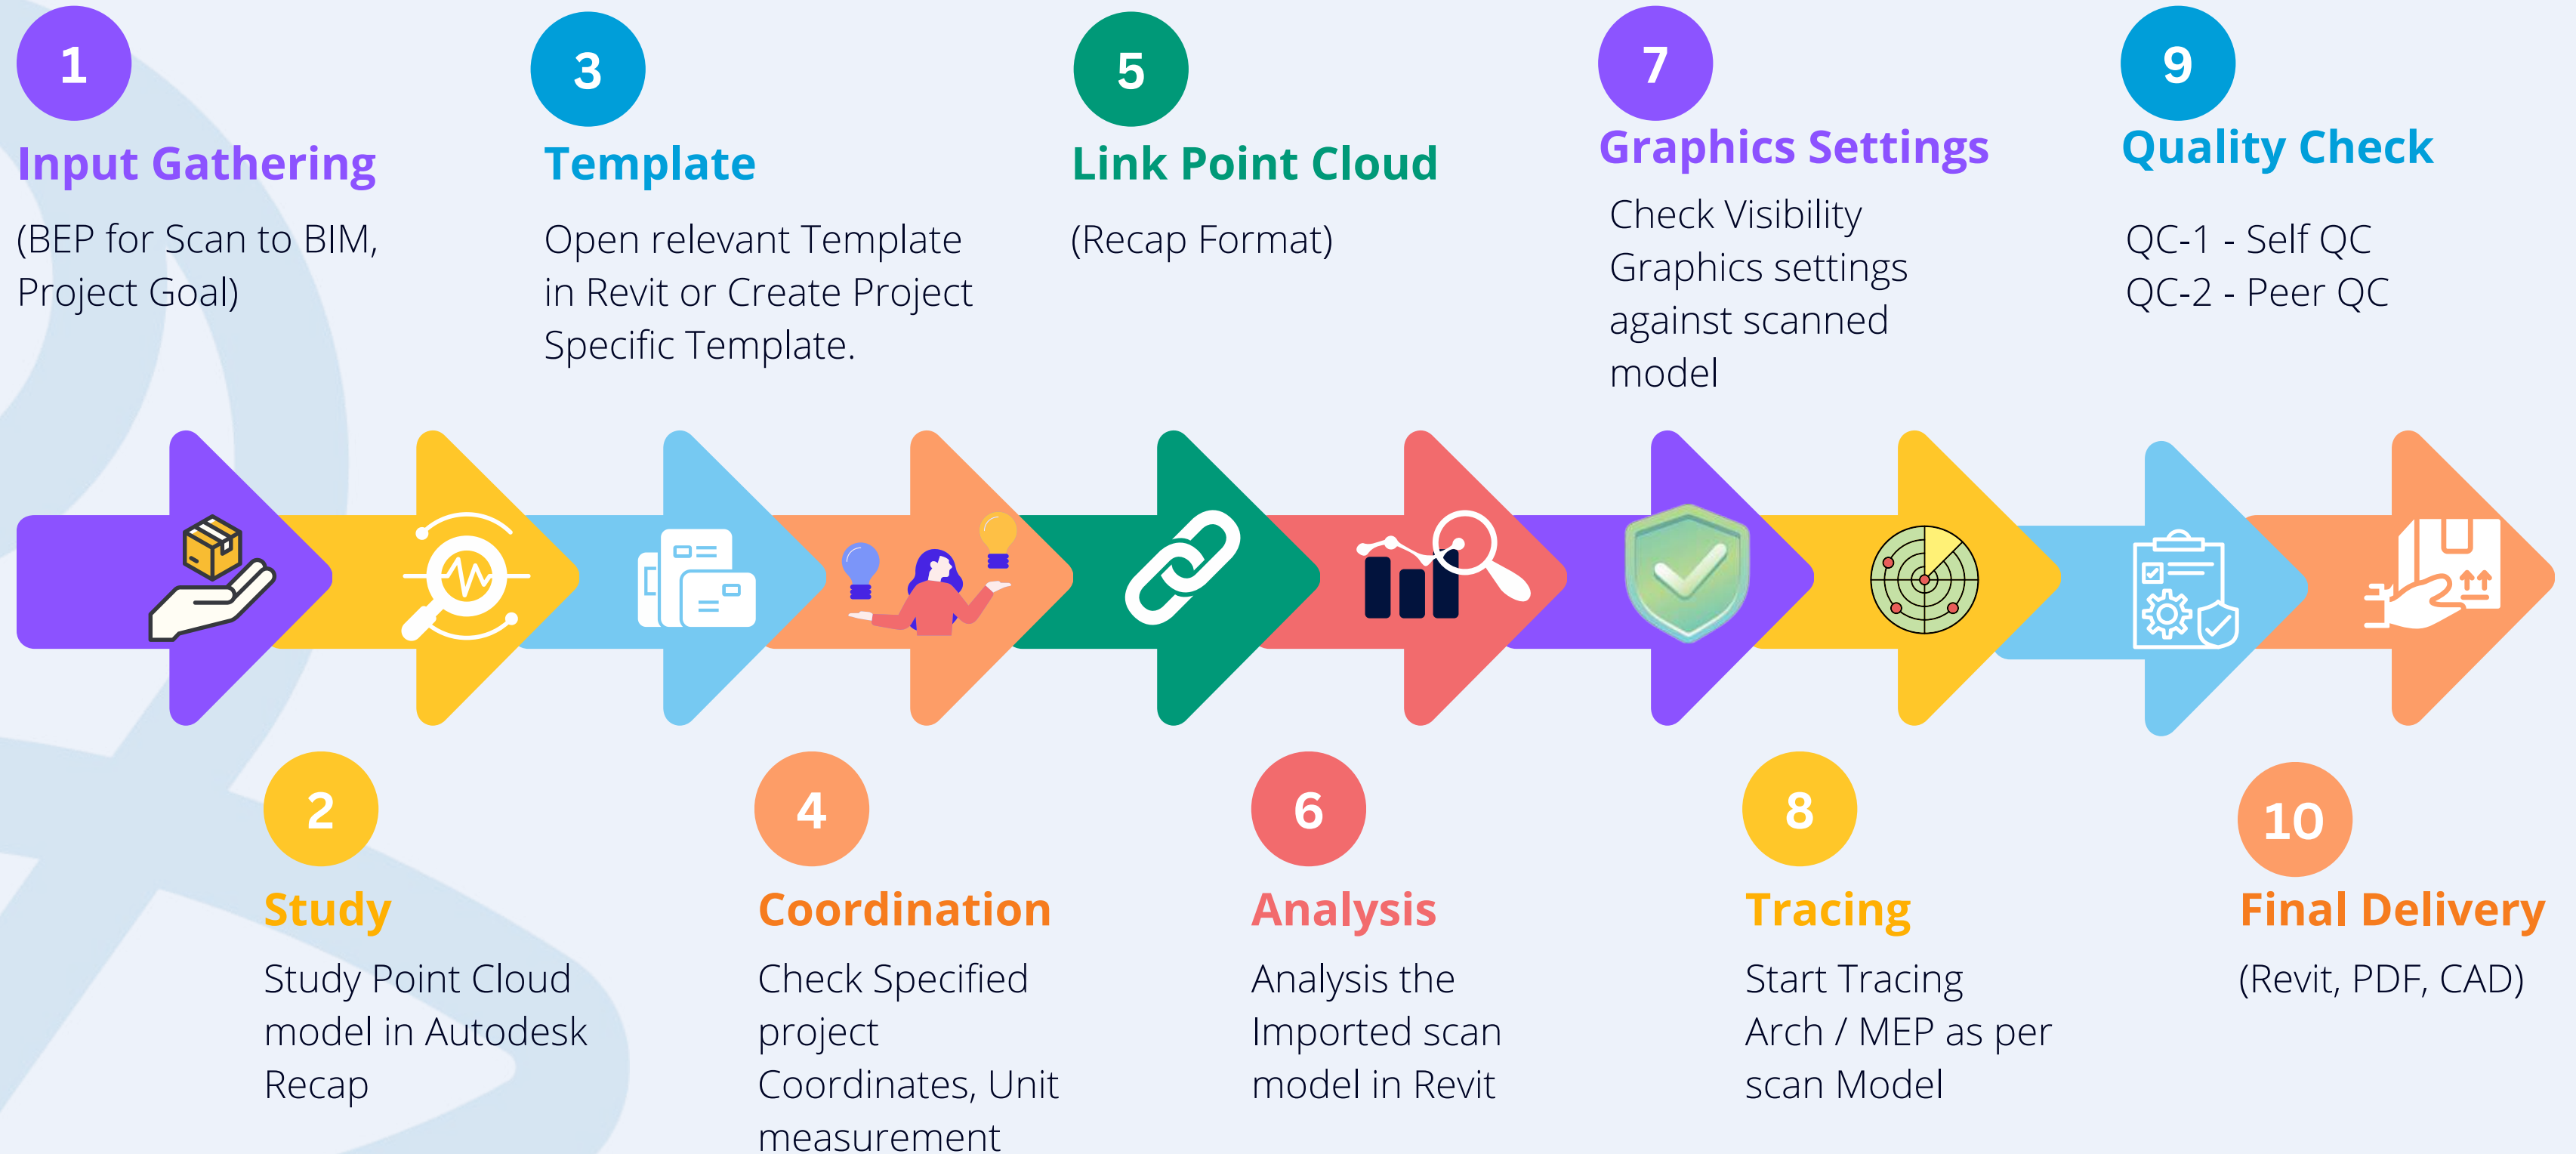 1
Input Gathering
(BEP for Scan to BIM,
Project Goal)
2
Study
Study Point Cloud
model in Autodesk
Recap
3
Template
Open relevant Template
in Revit or Create Project
Specific Template.
4
Coordination
Check Specified
project
Coordinates, Unit
measurement
5
Link Point Cloud
(Recap Format)
6
Analysis
Analysis the
Imported scan
model in Revit
7
Graphics Settings
Check Visibility
Graphics settings
against scanned
model
8
Tracing
Start Tracing
Arch / MEP as per
scan Model
9
Quality Check
QC-1 - Self QC
QC-2 - Peer QC
10
Final Delivery
(Revit, PDF, CAD)